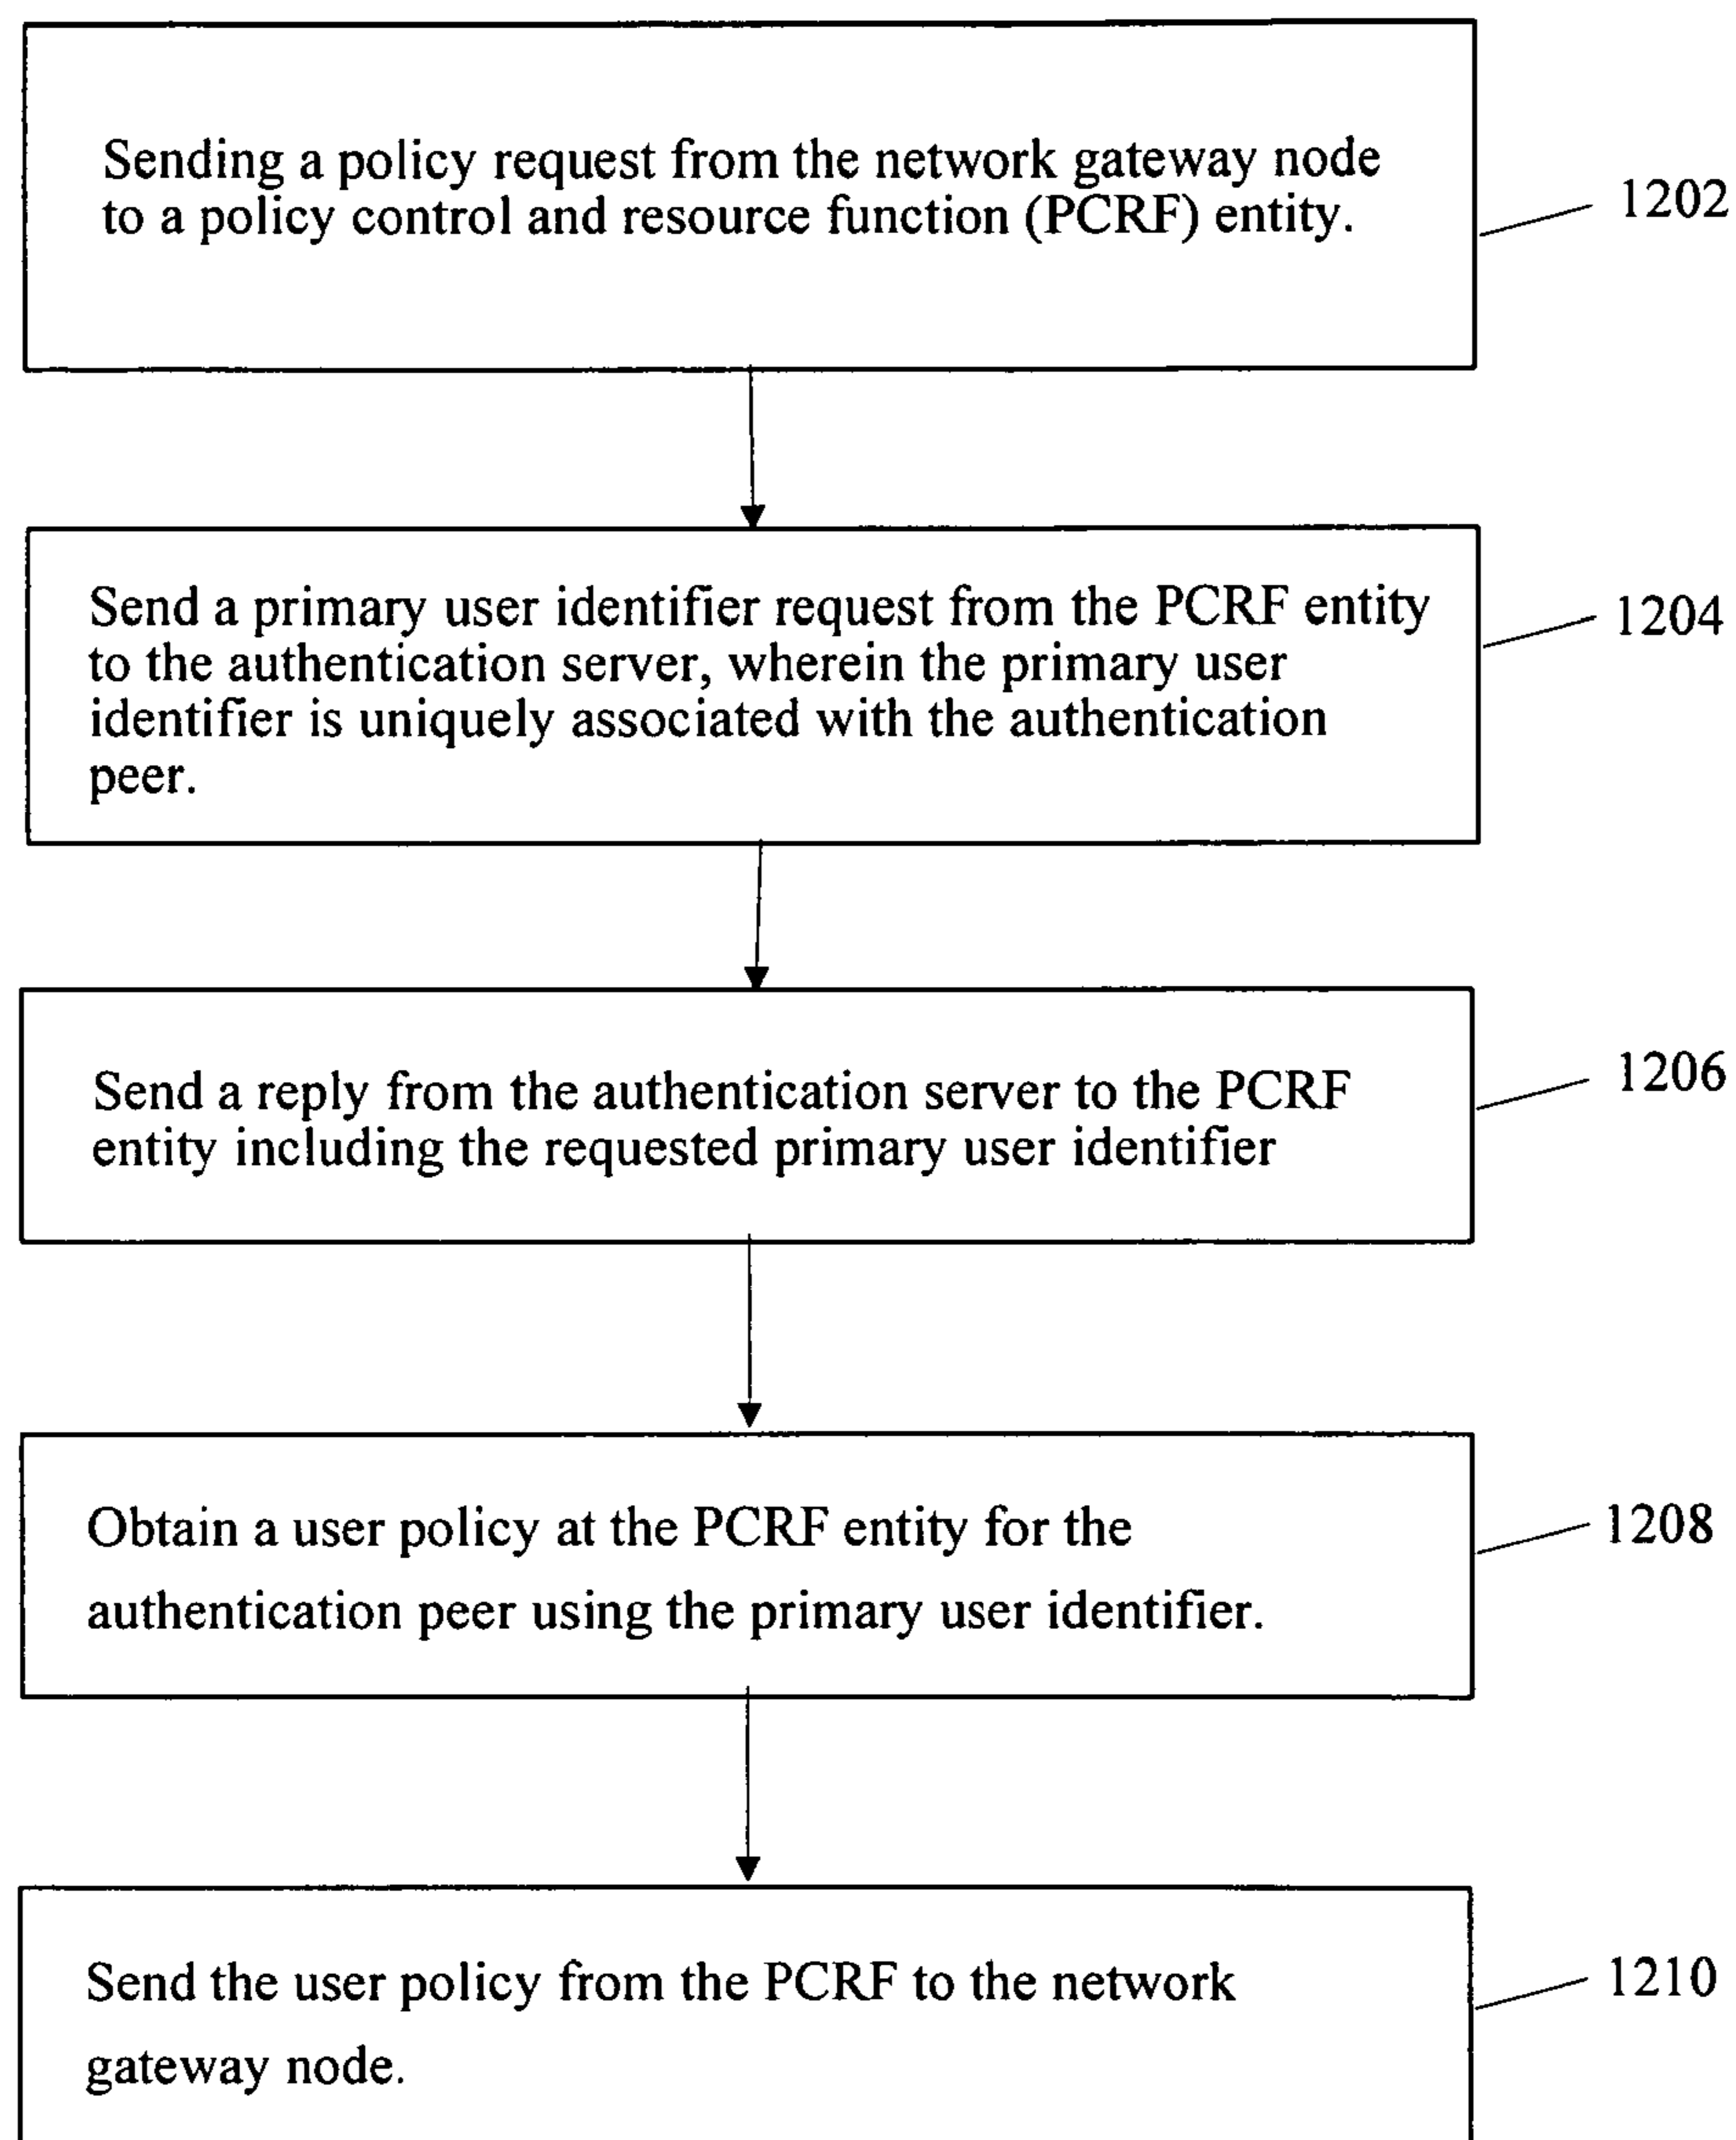 Sending a policy request from the network gateway node
to a policy control and resource function (PCRF) entity.
1202
Send a primary user identifier request from the PCRF entity
to the authentication server, wherein the primary user
identifier is uniquely associated with the authentication
peer.
1204
Send a reply from the authentication server to the PCRF
entity including the requested primary user identifier
1206
Obtain a user policy at the PCRF entity for the
authentication peer using the primary user identifier.
1208
Send the user policy from the PCRF to the network
gateway node.
1210